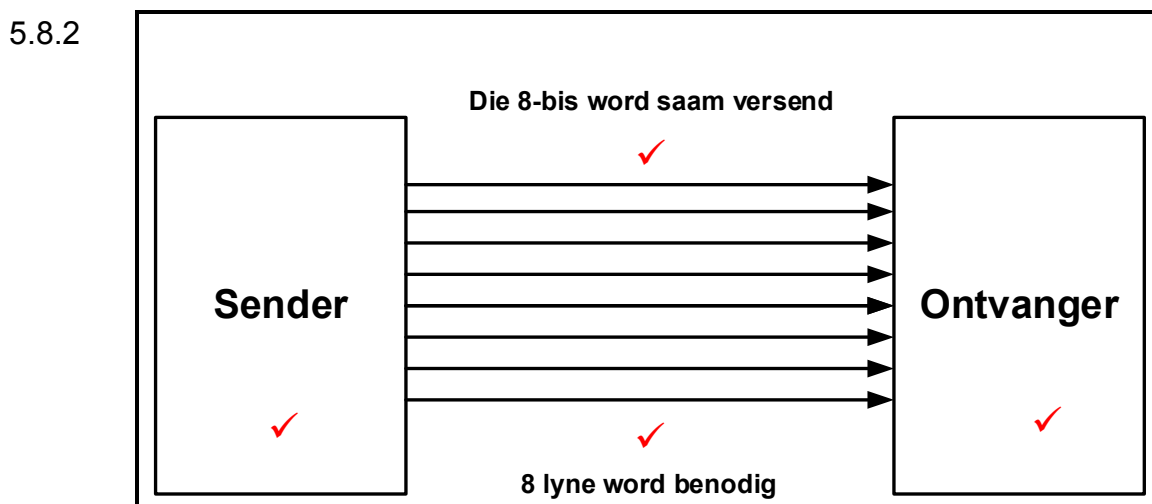 5.8.2
Die 8-bis word saam versend
Sender
Ontvanger
8 lyne word benodig